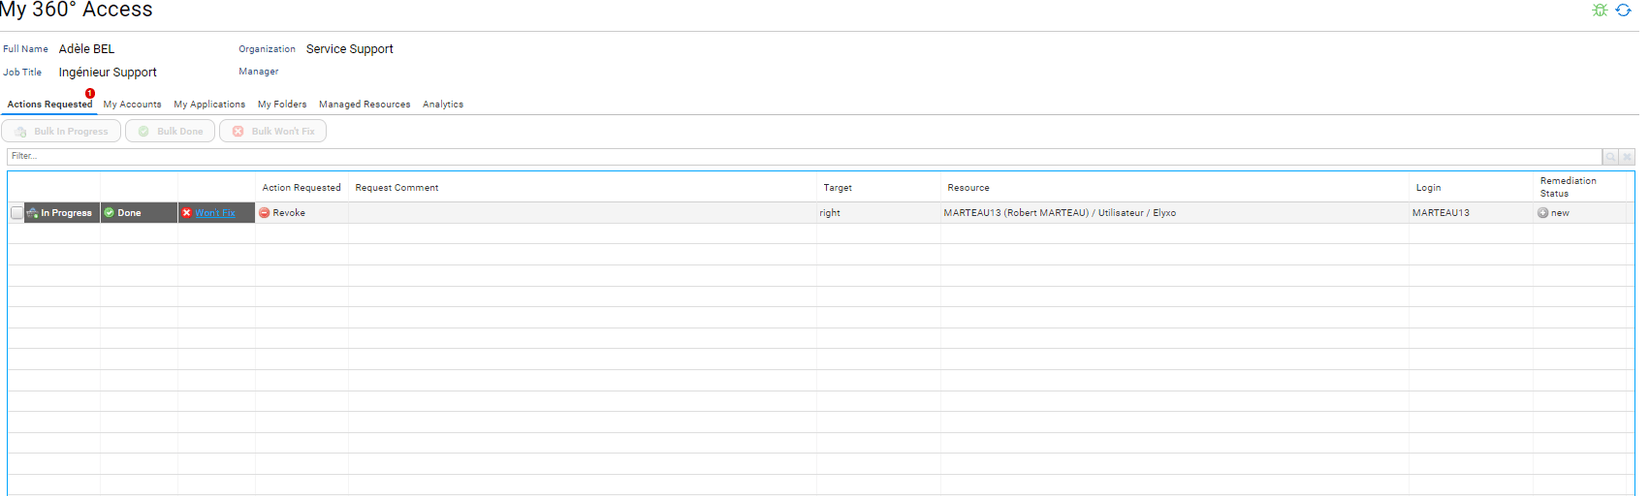 My 360° Access
Full Name Adèle BEL Organization Service Support
Job Title Ingénieur Support Manager
1
Actions Requested My Accounts My Applications My Folders Managed Resources Analytics
Bulk In Progress Bulk Done Bulk Won't Fix
Filter...
Action Requested Request Comment Target Resource Login Remediation Status
In Progress Done Won't Fix Revoke right MARTEAU13 (Robert MARTEAU) / Utilisateur / Elyxo MARTEAU13 new